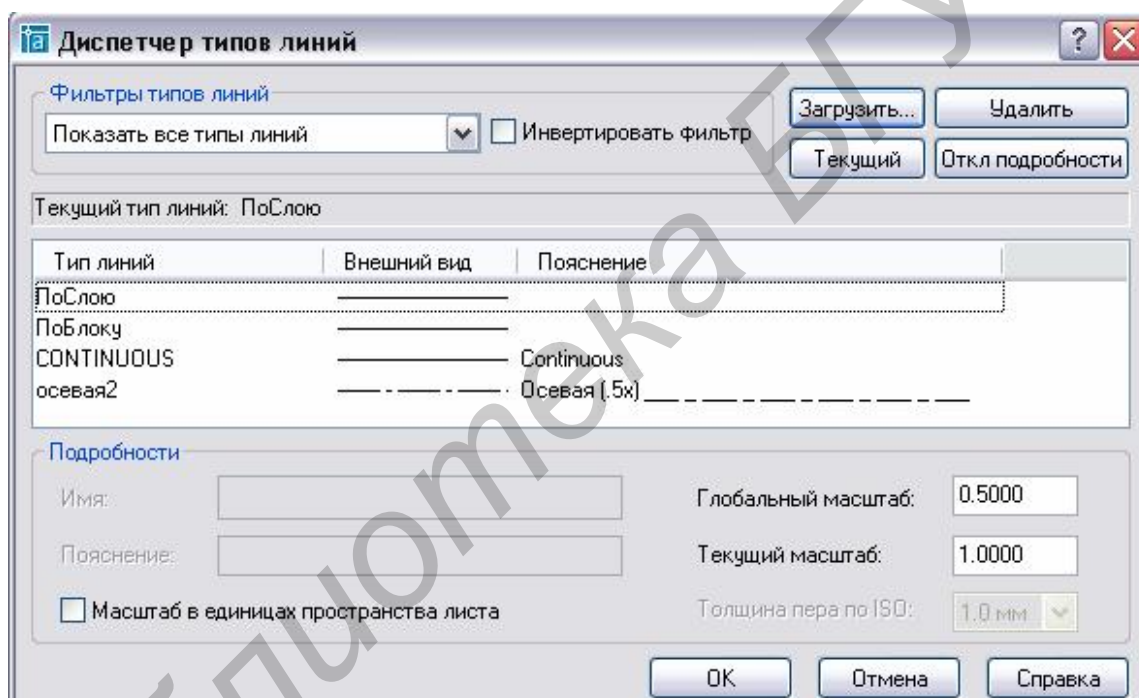 Диспетчер типов линий
Фильтры типов линий
Показать все типы линий
Инвертировать фильтр
Загрузить...
Удалить
Текущий
Откл подробности
Текущий тип линий: ПоСлою
Тип линий Внешний вид Пояснение
ПоСлою
ПоБлоку
CONTINUOUS Continuous
осевая2 Осевая (.5x)
Подробности
Имя:
Глобальный масштаб: 0.5000
Пояснение:
Текущий масштаб: 1.0000
Масштаб в единицах пространства листа
Толщина пера по ISO: 1.0 мм
OK Отмена Справка